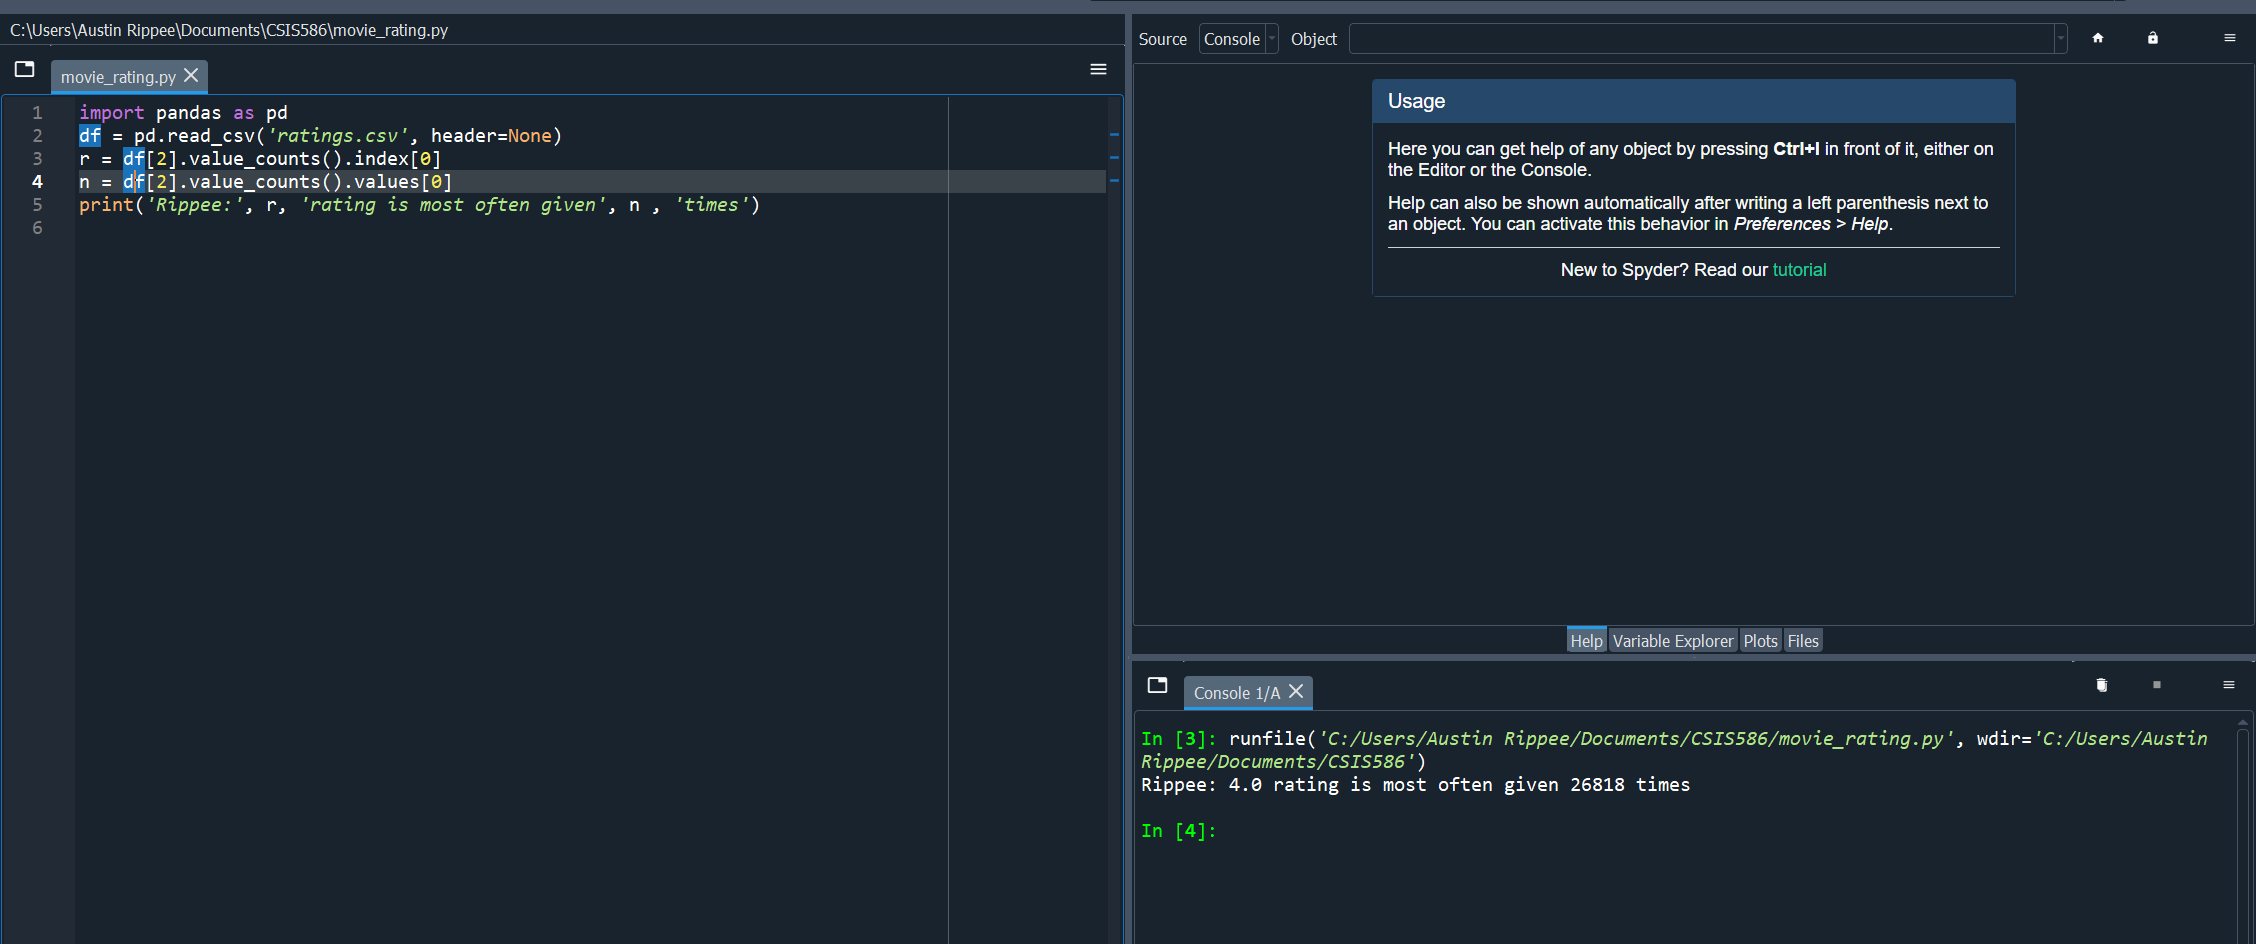 C:\Users\Austin Rippee\Documents\CSIS586\movie_rating.py
movie_rating.py
1 import pandas as pd
2 df = pd.read_csv('ratings.csv', header=None)
3 r = df[2].value_counts().index[0]
4 n = df[2].value_counts().values[0]
5 print('Rippee:', r, 'rating is most often given', n , 'times')
6
Source Console Object
Usage
Here you can get help of any object by pressing Ctrl+I in front of it, either on
the Editor or the Console.
Help can also be shown automatically after writing a left parenthesis next to
an object. You can activate this behavior in Preferences > Help.
New to Spyder? Read our tutorial
Help Variable Explorer Plots Files
Console 1/A
In [3]: runfile('C:/Users/Austin Rippee/Documents/CSIS586/movie_rating.py', wdir='C:/Users/Austin
Rippee/Documents/CSIS586')
Rippee: 4.0 rating is most often given 26818 times
In [4]: